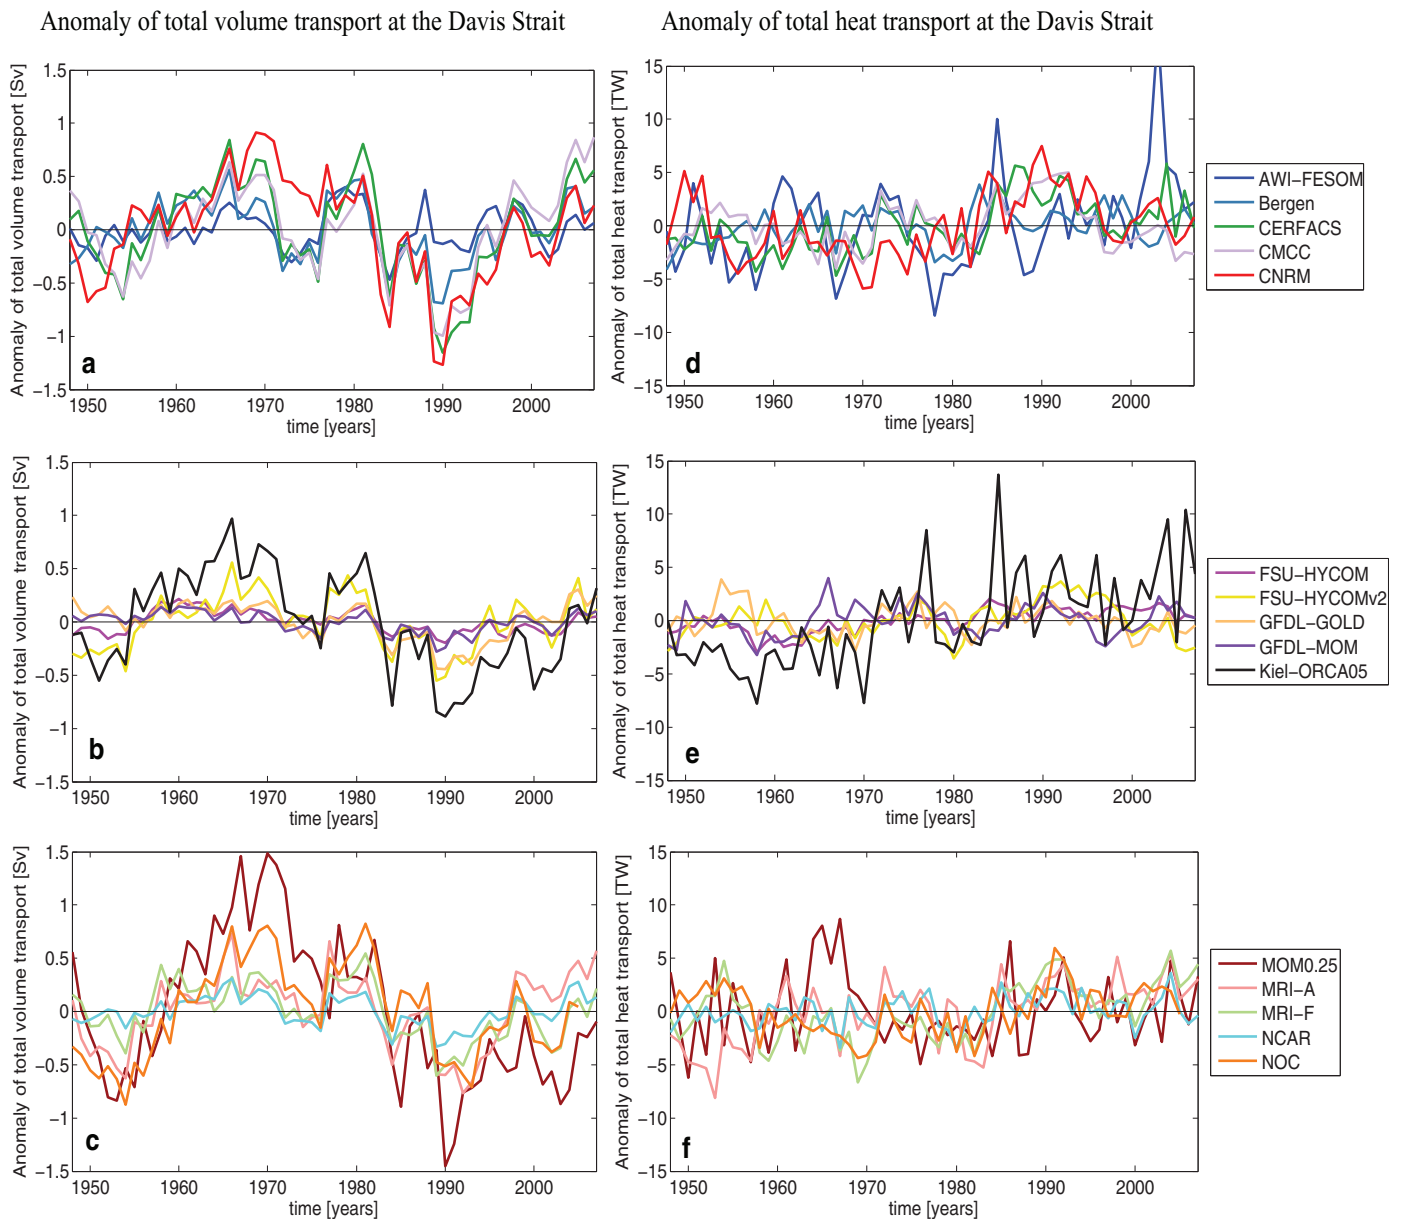 Anomaly of total volume transport at the Davis Strait
Anomaly of total heat transport at the Davis Strait
Anomaly of total volume transport [Sv]
1.5
1
0.5
0
−0.5
−1
−1.5
a
1950 1960 1970 1980 1990 2000
time [years]
Anomaly of total heat transport [TW]
15
10
5
0
−5
−10
−15
d
1950 1960 1970 1980 1990 2000
time [years]
AWI−FESOM
Bergen
CERFACS
CMCC
CNRM
Anomaly of total volume transport [Sv]
1.5
1
0.5
0
−0.5
−1
−1.5
b
1950 1960 1970 1980 1990 2000
time [years]
Anomaly of total heat transport [TW]
15
10
5
0
−5
−10
−15
e
1950 1960 1970 1980 1990 2000
time [years]
FSU−HYCOM
FSU−HYCOMv2
GFDL−GOLD
GFDL−MOM
Kiel−ORCA05
Anomaly of total volume transport [Sv]
1.5
1
0.5
0
−0.5
−1
−1.5
c
1950 1960 1970 1980 1990 2000
time [years]
Anomaly of total heat transport [TW]
15
10
5
0
−5
−10
−15
f
1950 1960 1970 1980 1990 2000
time [years]
MOM0.25
MRI−A
MRI−F
NCAR
NOC